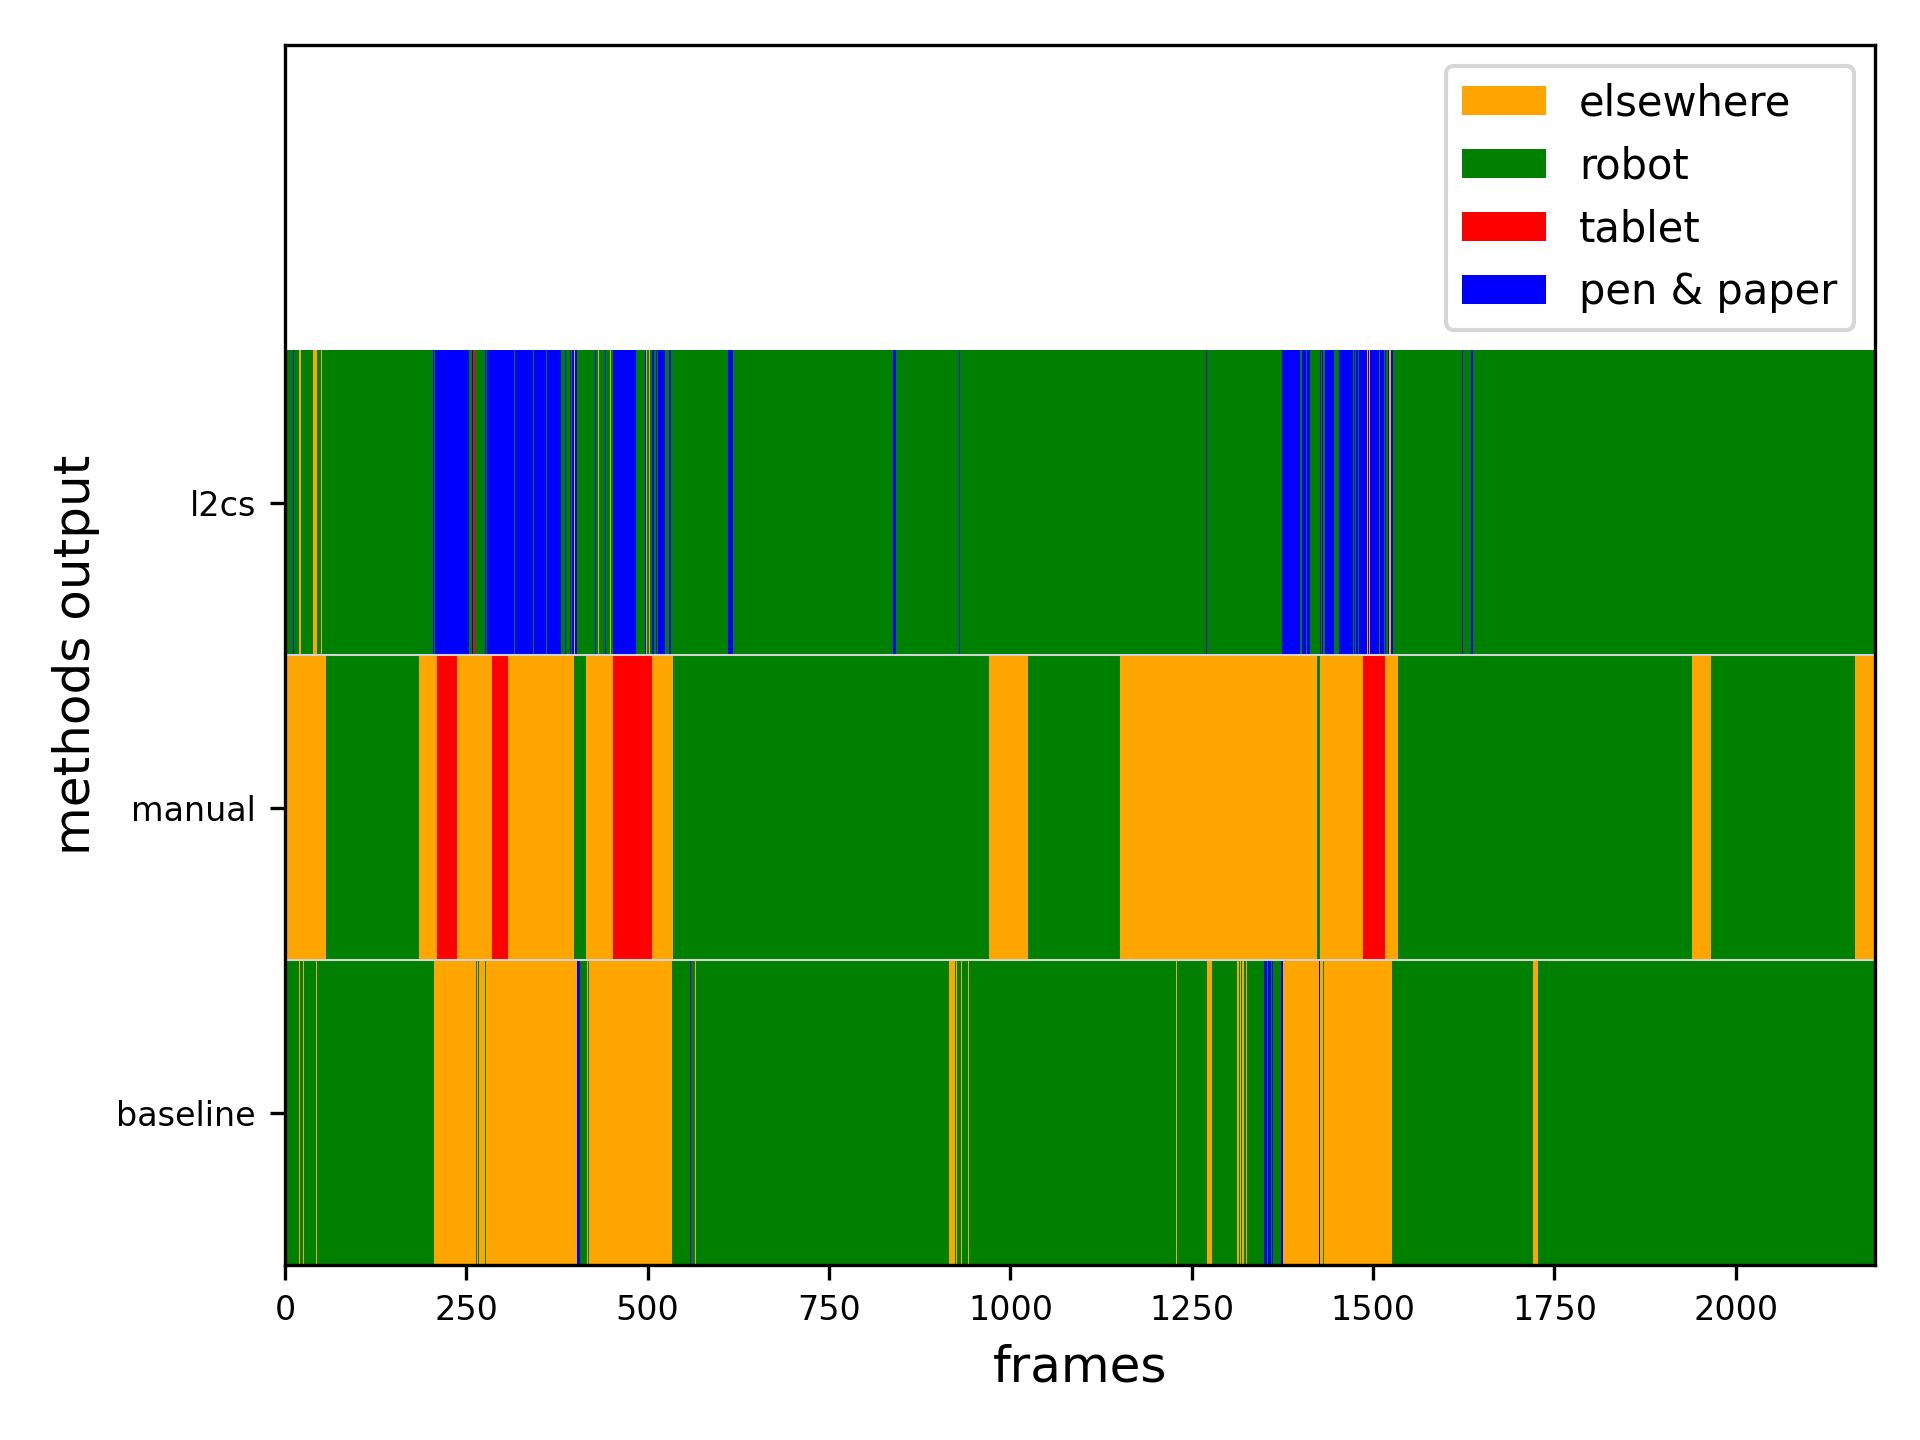 elsewhere
robot
tablet
pen & paper
methods output
l2cs
manual
baseline
0 250 500 750 1000 1250 1500 1750 2000
frames